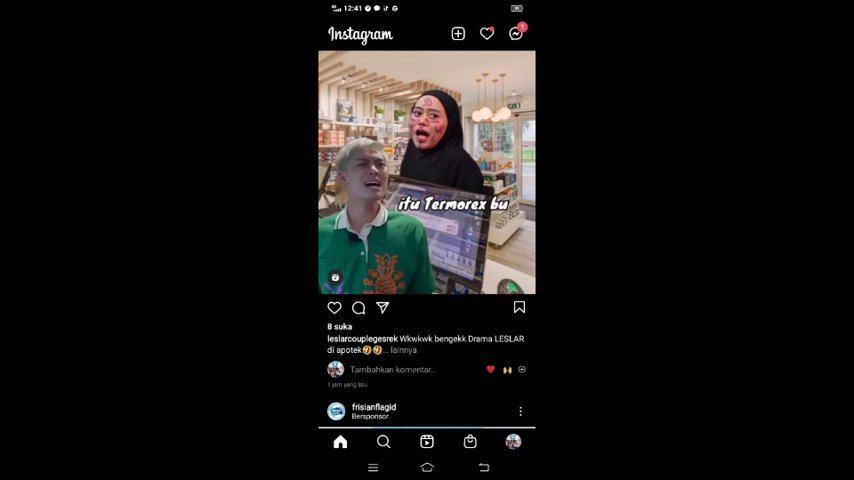 12:41
Instagram
1
itu Termorex bu
8 suka
leslarcouplegesrek Wkwkwk bengekk Drama LESLAR
di apotek🤣🤣... lainnya
Tambahkan komentar...
1 jam yang lalu
frisianflagid
Bersponsor